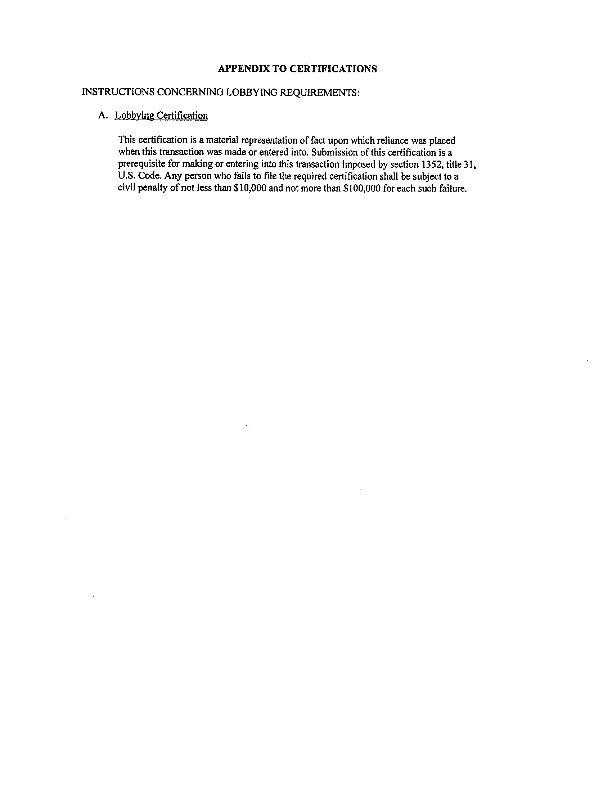 APPENDIX TO CERTIFICATIONS
INSTRUCTIONS CONCERNING LOBBYING REQUIREMENTS:
A. Lobbying Certification
This certification is a material representation of fact upon which reliance was placed
when this transaction was made or entered into. Submission of this certification is a
prerequisite for making or entering into this transaction imposed by section 1352, title 31,
U.S. Code. Any person who fails to file the required certification shall be subject to a
civil penalty of not less than $10,000 and not more than $100,000 for each such failure.